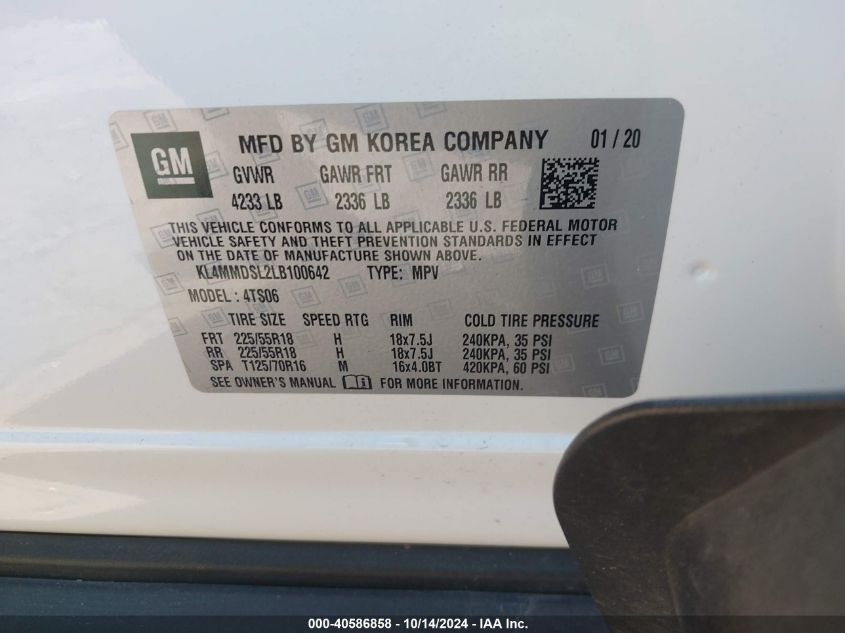 GM
MFD BY GM KOREA COMPANY 01 / 20
GVWR GAWR FRT GAWR RR
4233 LB 2336 LB 2336 LB
THIS VEHICLE CONFORMS TO ALL APPLICABLE U.S. FEDERAL MOTOR
VEHICLE SAFETY AND THEFT PREVENTION STANDARDS IN EFFECT
ON THE DATE OF MANUFACTURE SHOWN ABOVE.
KL4MMDSL2LB100642 TYPE: MPV
MODEL : 4TS06
TIRE SIZE SPEED RTG RIM COLD TIRE PRESSURE
FRT 225/55R18 H 18x7.5J 240KPA, 35 PSI
RR 225/55R18 H 18x7.5J 240KPA, 35 PSI
SPA T125/70R16 M 16x4.0BT 420KPA, 60 PSI
SEE OWNER'S MANUAL FOR MORE INFORMATION.
000-40586858 - 10/14/2024 - IAA Inc.